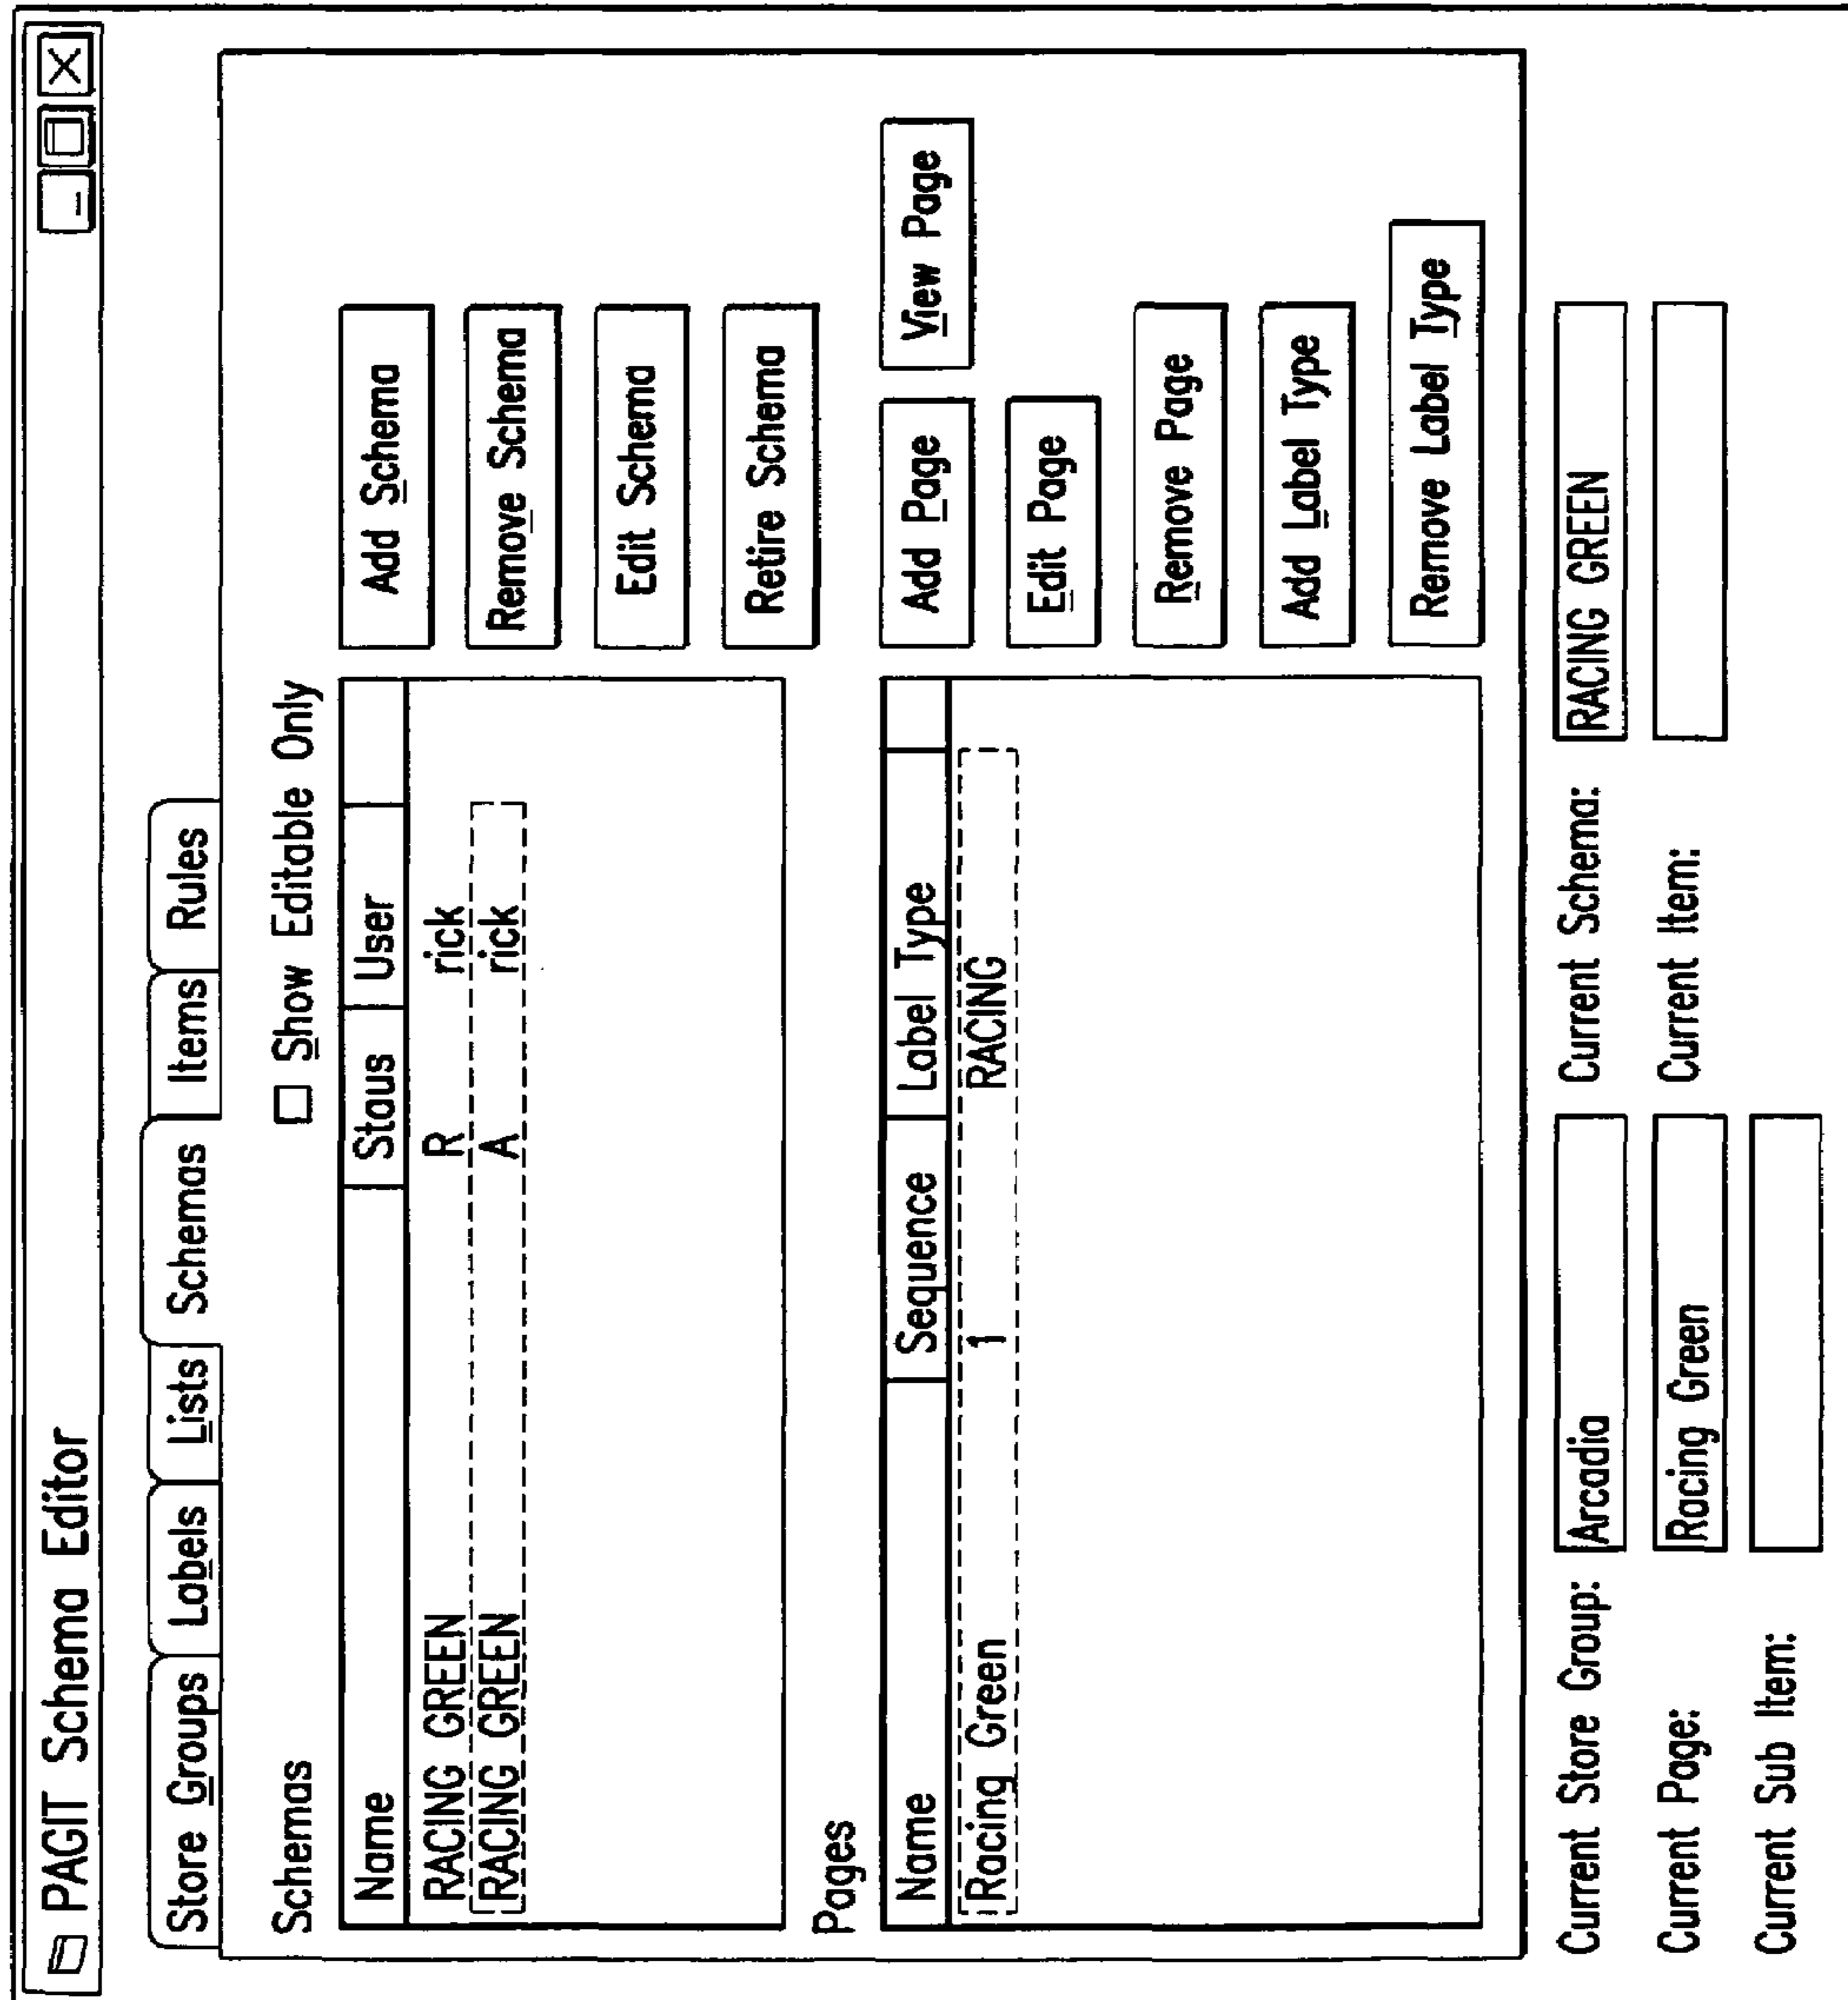 PAGIT Schema Editor
Store Groups Labels Lists Schemas Items Rules
Schemas
Show Editable Only
Name Staus User
RACING GREEN R rick
RACING GREEN A rick
Add Schema
Remove Schema
Edit Schema
Retire Schema
Pages
Name Sequence Label Type
Racing Green 1 RACING
Add Page View Page
Edit Page
Remove Page
Add Label Type
Remove Label Type
Current Store Group: Arcadia Current Schema: RACING GREEN
Current Page: Racing Green Current Item:
Current Sub Item: